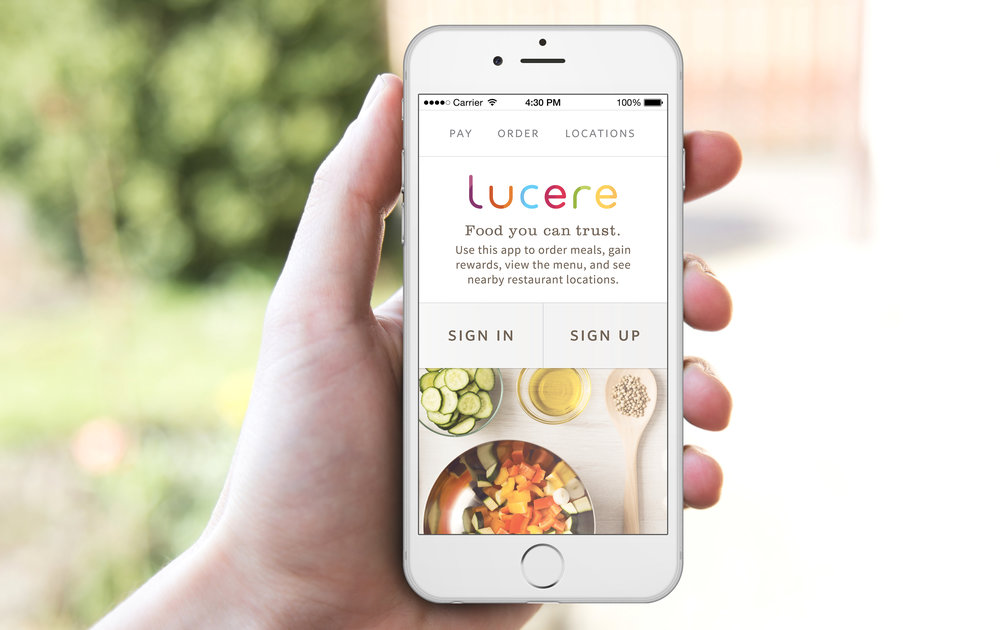 Carrier 4:30 PM 100%
PAY ORDER LOCATIONS
lucere
Food you can trust.
Use this app to order meals, gain
rewards, view the menu, and see
nearby restaurant locations.
SIGN IN SIGN UP